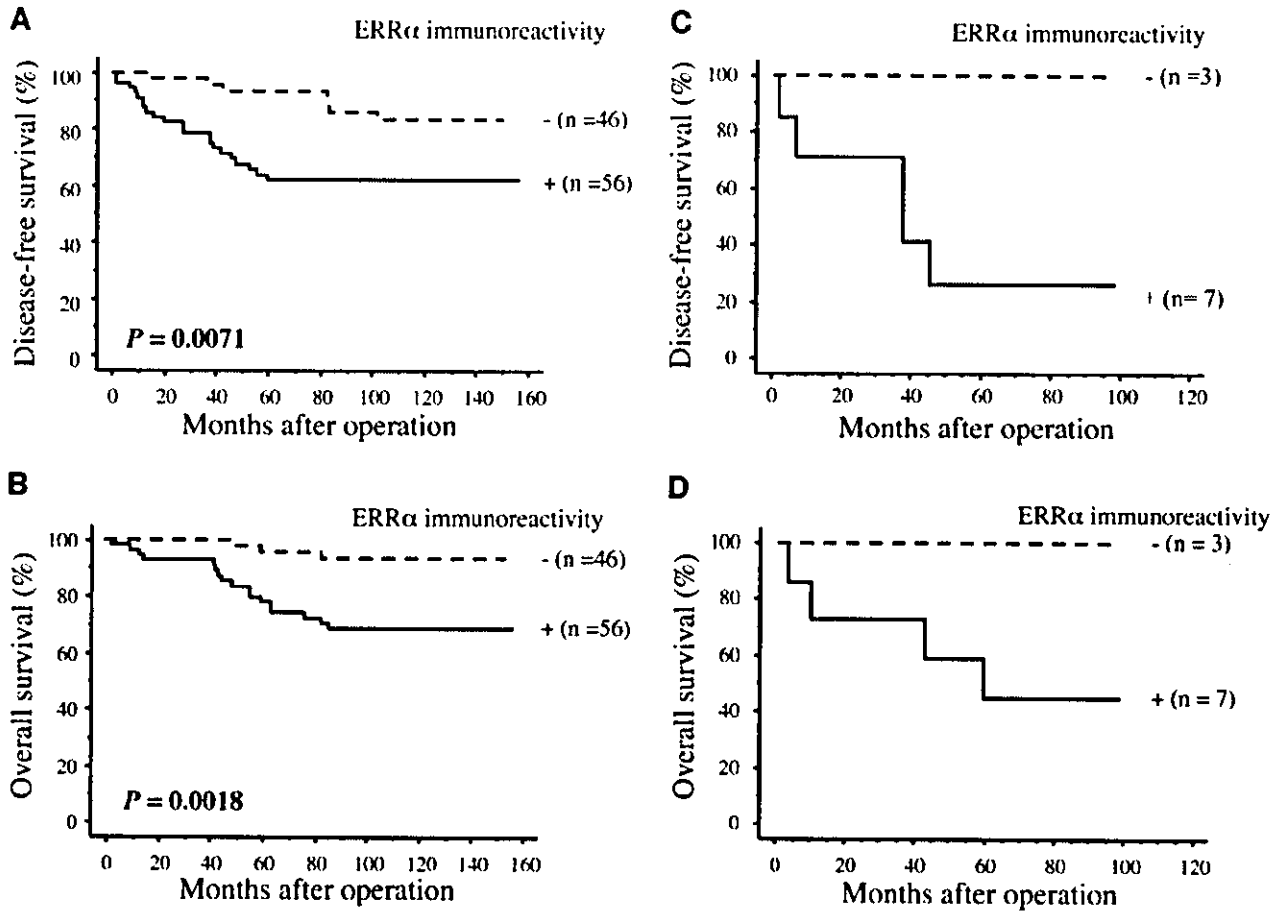 A
ERRα immunoreactivity
Disease-free survival (%)
100
80
60
40
20
0
- (n =46)
+ (n =56)
P = 0.0071
0 20 40 60 80 100 120 140 160
Months after operation
C
ERRα immunoreactivity
Disease-free survival (%)
100
80
60
40
20
0
- (n =3)
+ (n= 7)
0 20 40 60 80 100 120
Months after operation
B
ERRα immunoreactivity
Overall survival (%)
100
80
60
40
20
0
- (n =46)
+ (n =56)
P = 0.0018
0 20 40 60 80 100 120 140 160
Months after operation
D
ERRα immunoreactivity
Overall survival (%)
100
80
60
40
20
0
- (n = 3)
+ (n = 7)
0 20 40 60 80 100 120
Months after operation